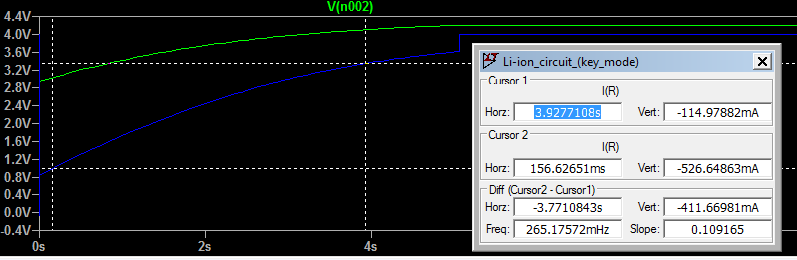 V(n002)
4.4V
4.0V
3.6V
3.2V
2.8V
2.4V
2.0V
1.6V
1.2V
0.8V
0.4V
0.0V
-0.4V
0s
2s
4s
Li-ion_circuit_(key_mode)
Cursor 1
I(R)
Horz: 3.9277108s Vert: -114.97882mA
Cursor 2
I(R)
Horz: 156.62651ms Vert: -526.64863mA
Diff (Cursor2 - Cursor1)
Horz: -3.7710843s Vert: -411.66981mA
Freq: 265.17572mHz Slope: 0.109165